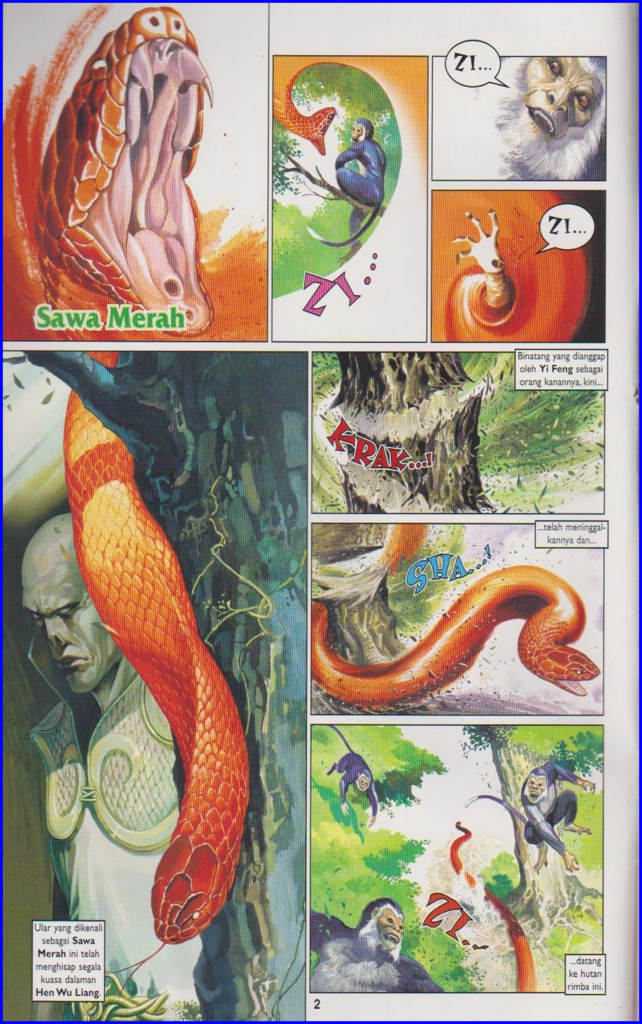 Sawa Merah
ZI...
ZI...
ZI...
Binatang yang dianggap
oleh Yi Feng sebagai
orang kanannya, kini...
KRAK...!
...telah meninggal-
kannya dan...
SHA...!
Ular yang dikenali
sebagai Sawa
Merah ini telah
menghisap segala
kuasa dalaman
Hen Wu Liang.
ZI...
...datang
ke hutan
rimba ini.
2